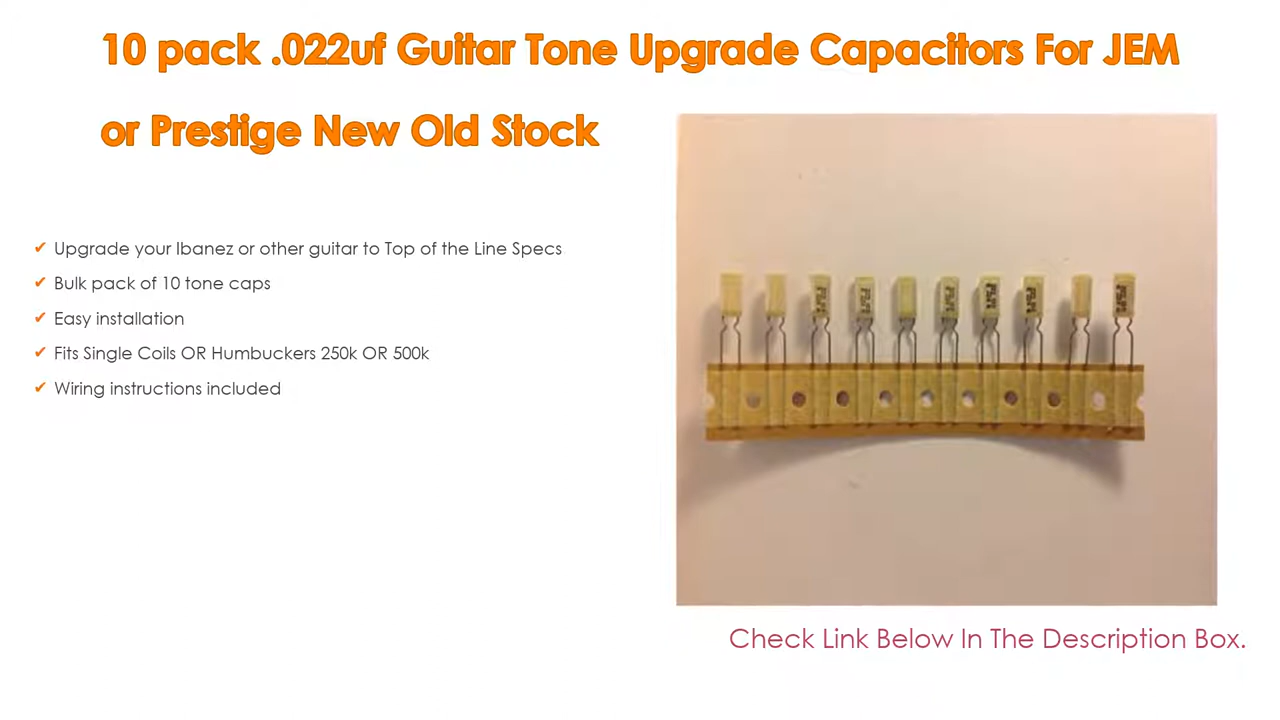 10 pack .022uf Guitar Tone Upgrade Capacitors For JEM
or Prestige New Old Stock
✔ Upgrade your Ibanez or other guitar to Top of the Line Specs
✔ Bulk pack of 10 tone caps
✔ Easy installation
✔ Fits Single Coils OR Humbuckers 250k OR 500k
✔ Wiring instructions included
Check Link Below In The Description Box.